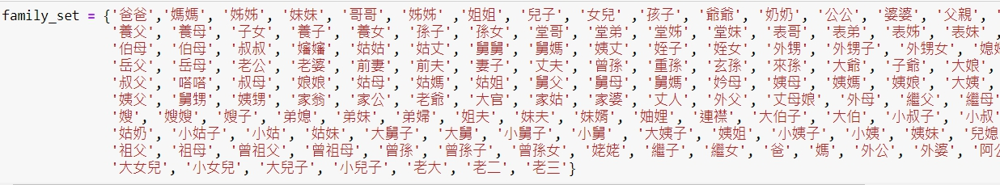 family_set = {'爸爸','媽媽', '姊姊', '妹妹', '哥哥', '姊姊' ,'姐姐', '兒子', '女兒' ,'孩子', '爺爺', '奶奶', '公公', '婆婆', '父親', '
'養父', '養母', '子女', '養子', '養女', '孫子', '孫女', '堂哥', '堂弟', '堂姊', '堂妹', '表哥', '表弟', '表姊', '表妹',
'伯母', '伯母', '叔叔', '嬸嬸', '姑姑', '姑丈', '舅舅', '舅媽', '姨丈', '姪子', '姪女', '外甥', '外甥子', '外甥女', '媳
'岳父', '岳母', '老公', '老婆', '前妻', '前夫', '妻子', '丈夫', '曾孫', '重孫', '玄孫', '來孫', '大爺', '子爺', '大娘',
'叔父', '嗒嗒', '叔母', '娘娘', '姑母', '姑媽', '姑姐', '舅父', '舅母', '舅媽', '妗母', '姨母', '姨媽', '姨娘', '大姨',
'姨父', '舅甥', '姨甥', '家翁', '家公', '老爺', '大官', '家姑', '家婆', '丈人', '外父', '丈母娘', '外母', '繼父', '繼母
'嫂', '嫂嫂', '嫂子', '弟媳', '弟妹', '弟婦', '姐夫', '妹夫', '妹婿', '妯娌', '連襟', '大伯子', '大伯', '小叔子', '小叔
'姑奶', '小姑子', '小姑', '姑妹', '大舅子', '大舅', '小舅子', '小舅', '大姨子', '姨姐', '小姨子', '小姨', '姨妹', '兒媳
'祖父', '祖母', '曾祖父', '曾祖母', '曾孫', '曾孫子', '曾孫女', '姥姥', '繼子', '繼女', '爸', '媽', '外公', '外婆', '阿公
'大女兒', '小女兒', '大兒子', '小兒子', '老大', '老二', '老三'}